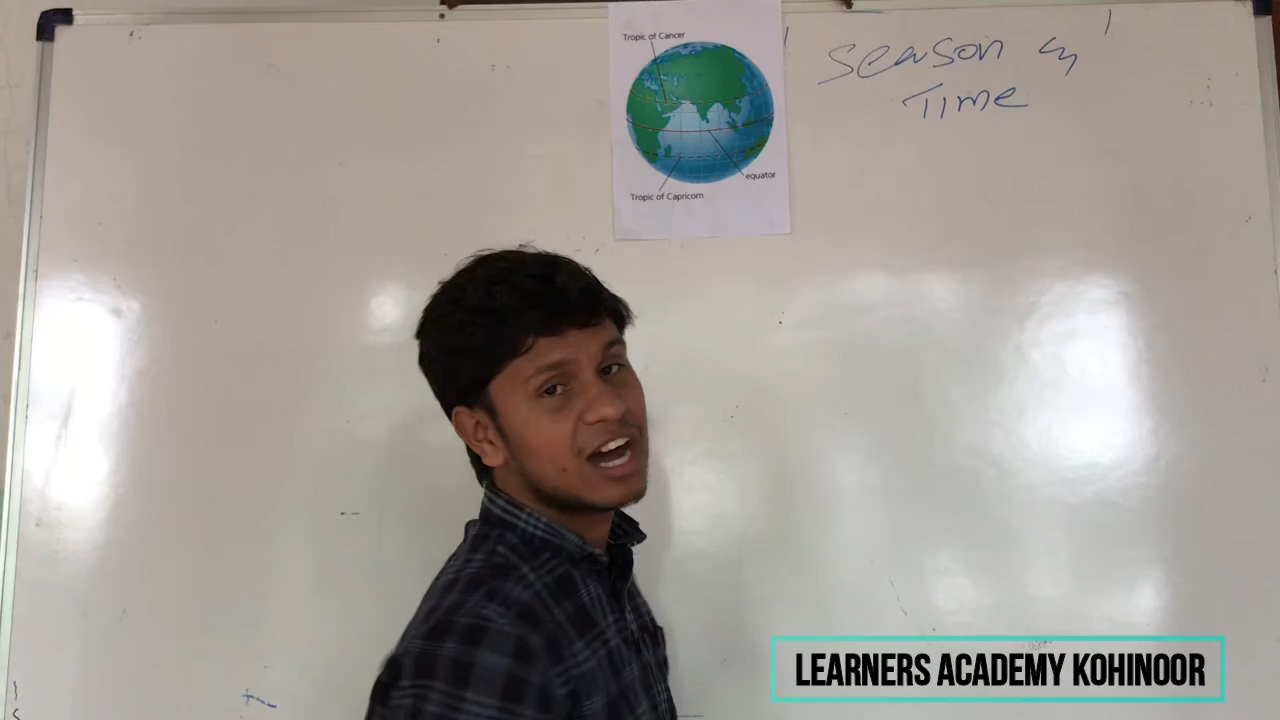 Tropic of Cancer
equator
Tropic of Capricorn
season
Time
LEARNERS ACADEMY KOHINOOR